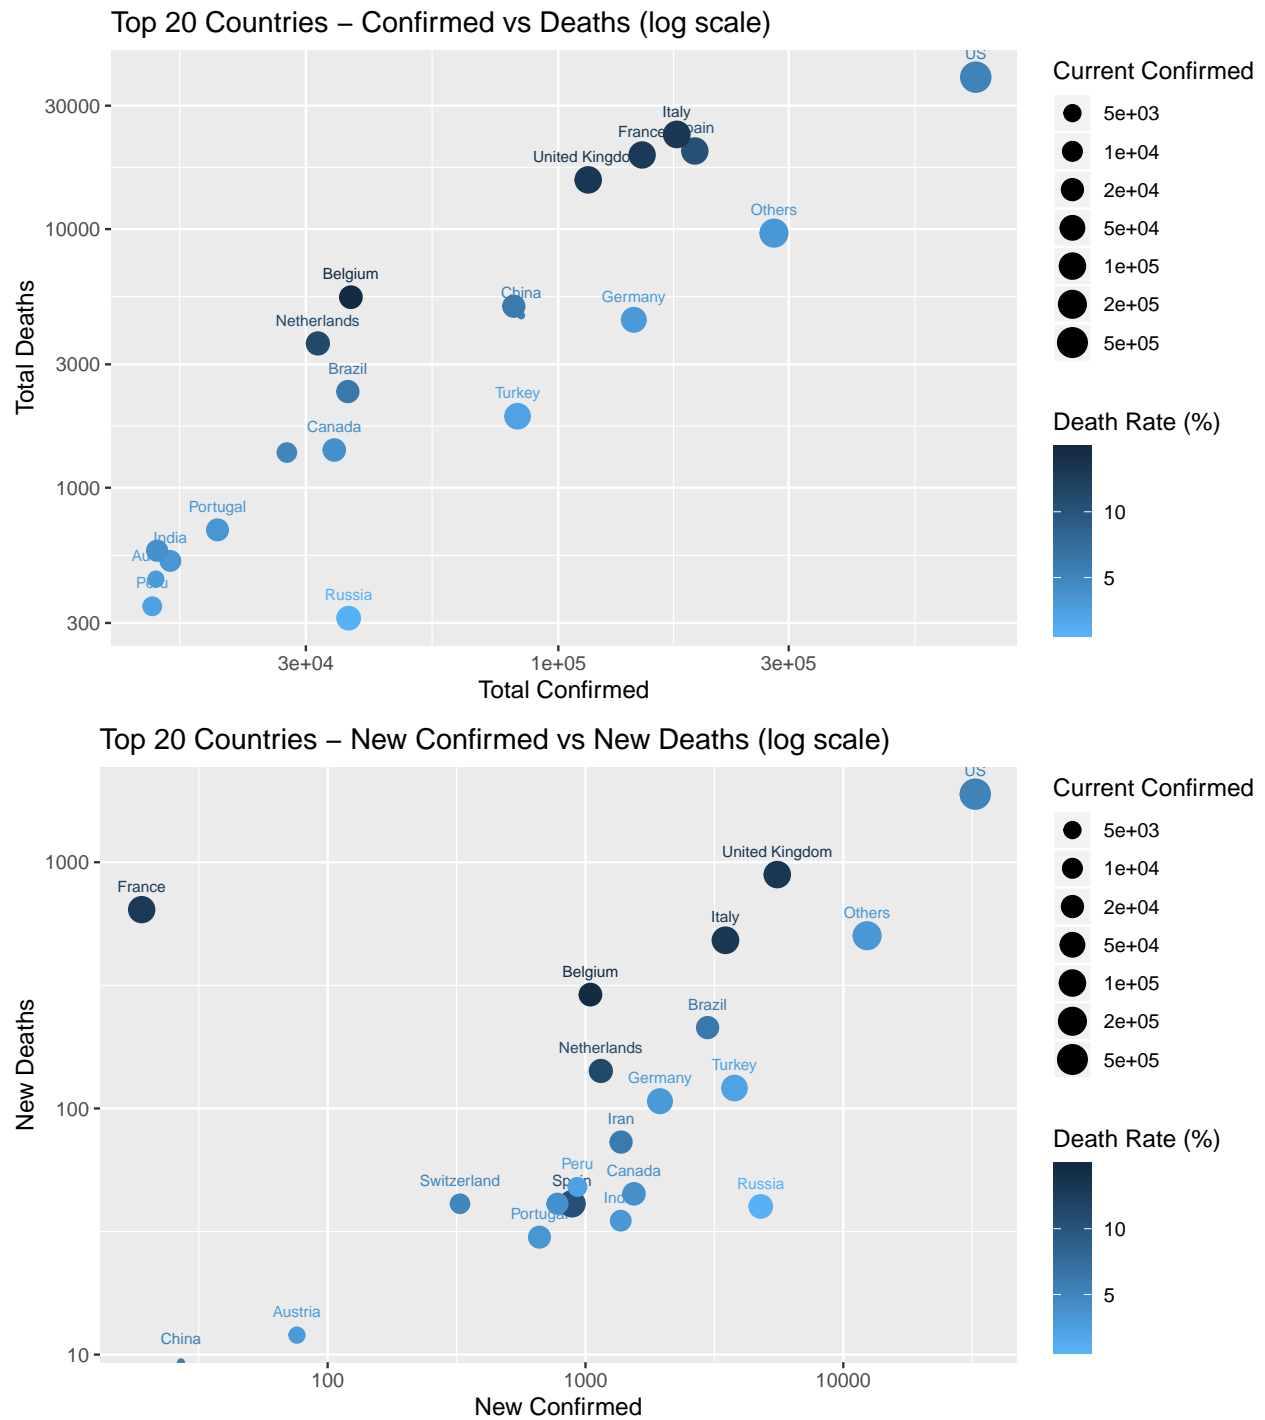 Top 20 Countries – Confirmed vs Deaths (log scale)
US
Italy
France
United Kingdo
Others
Belgium
China
Germany
Netherlands
Brazil
Turkey
Canada
Portugal
India
Russia
30000
10000
3000
1000
300
Total Deaths
3e+04
1e+05
3e+05
Total Confirmed
Current Confirmed
5e+03
1e+04
2e+04
5e+04
1e+05
2e+05
5e+05
Death Rate (%)
10
5
Top 20 Countries – New Confirmed vs New Deaths (log scale)
US
United Kingdom
France
Others
Italy
Belgium
Brazil
Netherlands
Turkey
Germany
Iran
Peru
Canada
Switzerland
Spain
Russia
Portugal
Austria
China
1000
100
10
New Deaths
100
1000
10000
New Confirmed
Current Confirmed
5e+03
1e+04
2e+04
5e+04
1e+05
2e+05
5e+05
Death Rate (%)
10
5